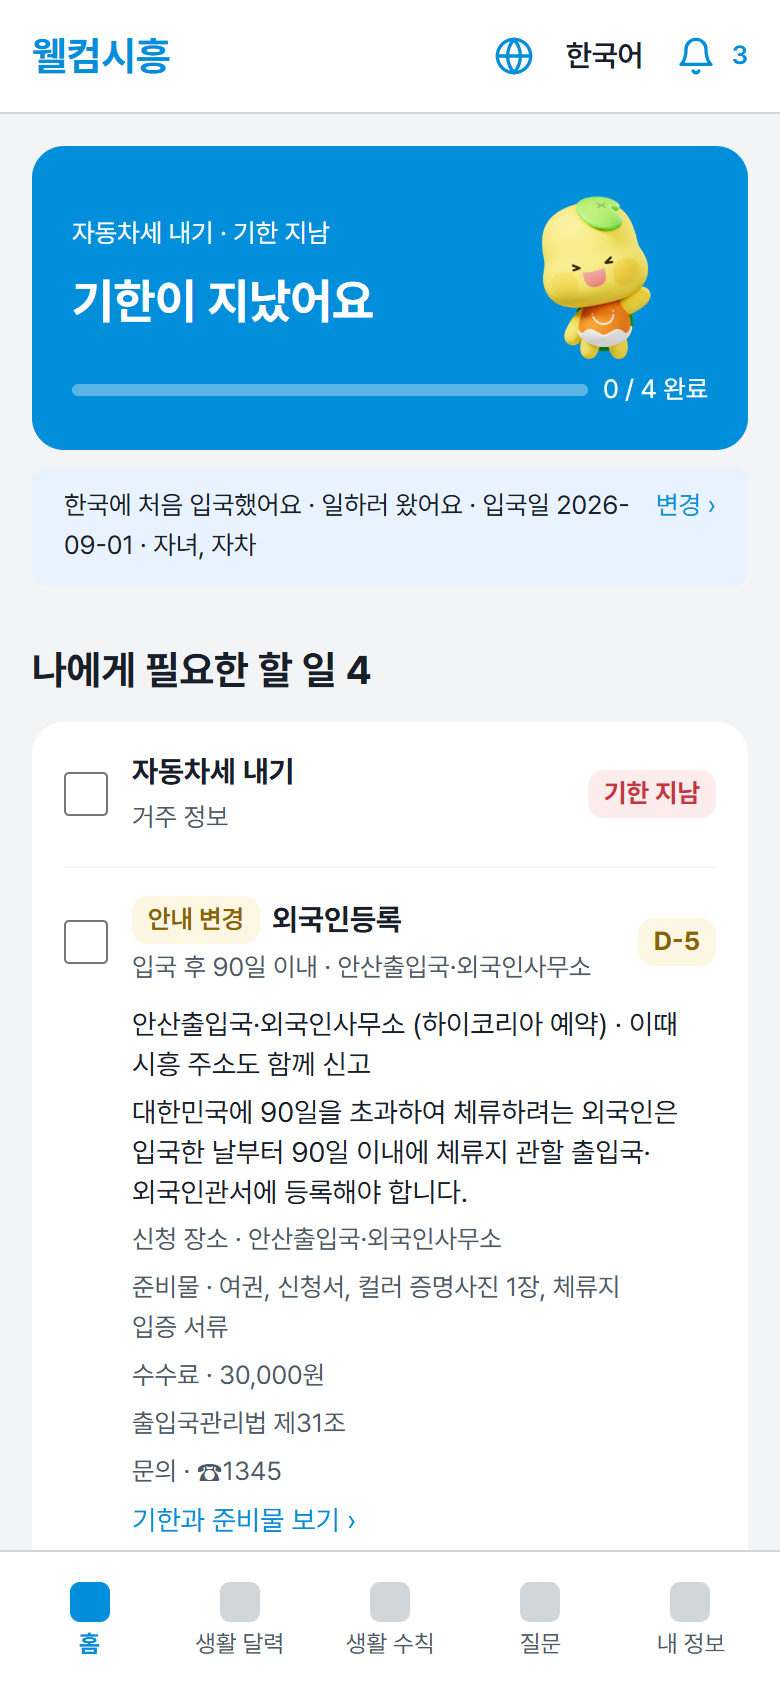 웰컴시흥
한국어
3
자동차세 내기 · 기한 지남
기한이 지났어요
0 / 4 완료
한국에 처음 입국했어요 · 일하러 왔어요 · 입국일 2026-
09-01 · 자녀, 자차
변경 ›
나에게 필요한 할 일 4
자동차세 내기
거주 정보
기한 지남
안내 변경 외국인등록
입국 후 90일 이내 · 안산출입국·외국인사무소
D-5
안산출입국·외국인사무소 (하이코리아 예약) · 이때
시흥 주소도 함께 신고
대한민국에 90일을 초과하여 체류하려는 외국인은
입국한 날부터 90일 이내에 체류지 관할 출입국·
외국인관서에 등록해야 합니다.
신청 장소 · 안산출입국·외국인사무소
준비물 · 여권, 신청서, 컬러 증명사진 1장, 체류지
입증 서류
수수료 · 30,000원
출입국관리법 제31조
문의 · ☎1345
기한과 준비물 보기 ›
홈
생활 달력
생활 수칙
질문
내 정보